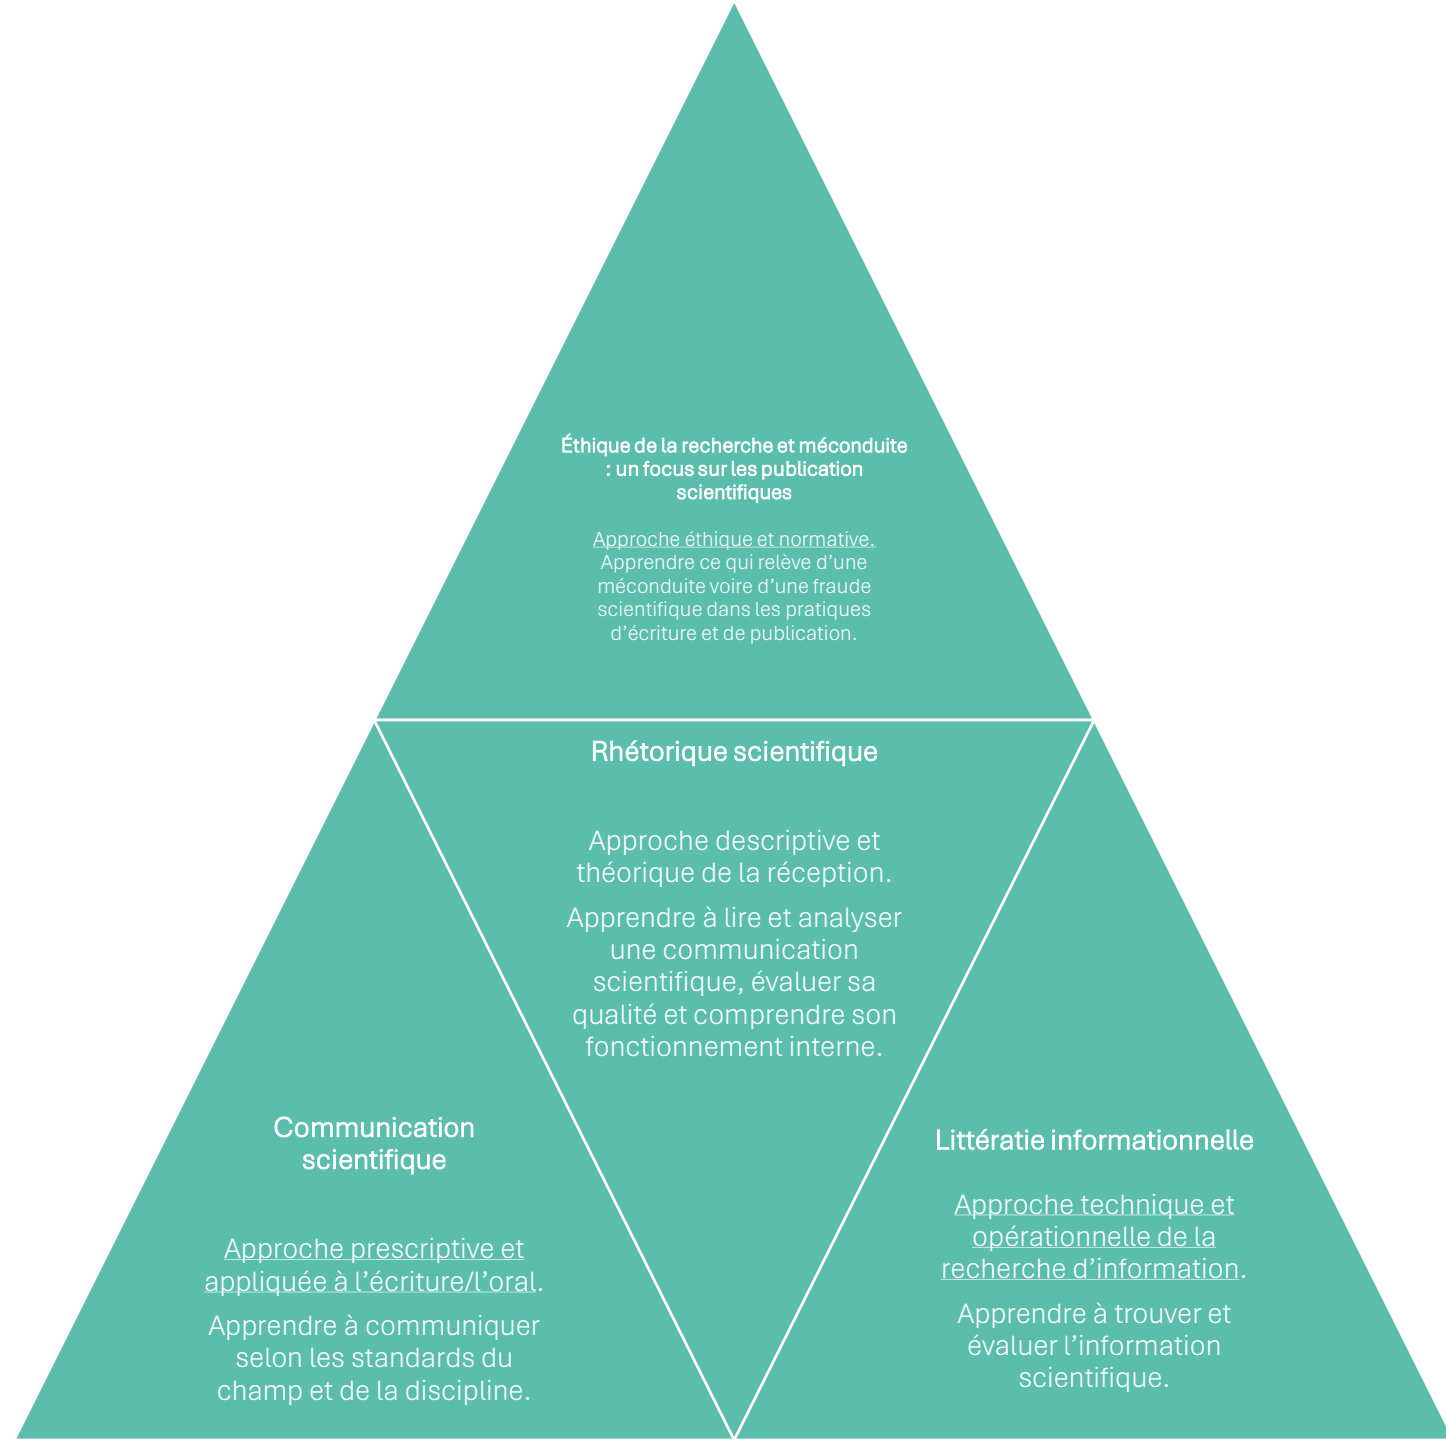 Éthique de la recherche et méconduite
: un focus sur les publication
scientifiques
Approche éthique et normative.
Apprendre ce qui relève d’une
méconduite voire d’une fraude
scientifique dans les pratiques
d’écriture et de publication.
Rhétorique scientifique
Approche descriptive et
théorique de la réception.
Apprendre à lire et analyser
une communication
scientifique, évaluer sa
qualité et comprendre son
fonctionnement interne.
Communication
scientifique
Approche prescriptive et
appliquée à l’écriture/l’oral.
Apprendre à communiquer
selon les standards du
champ et de la discipline.
Littératie informationnelle
Approche technique et
opérationnelle de la
recherche d’information.
Apprendre à trouver et
évaluer l’information
scientifique.